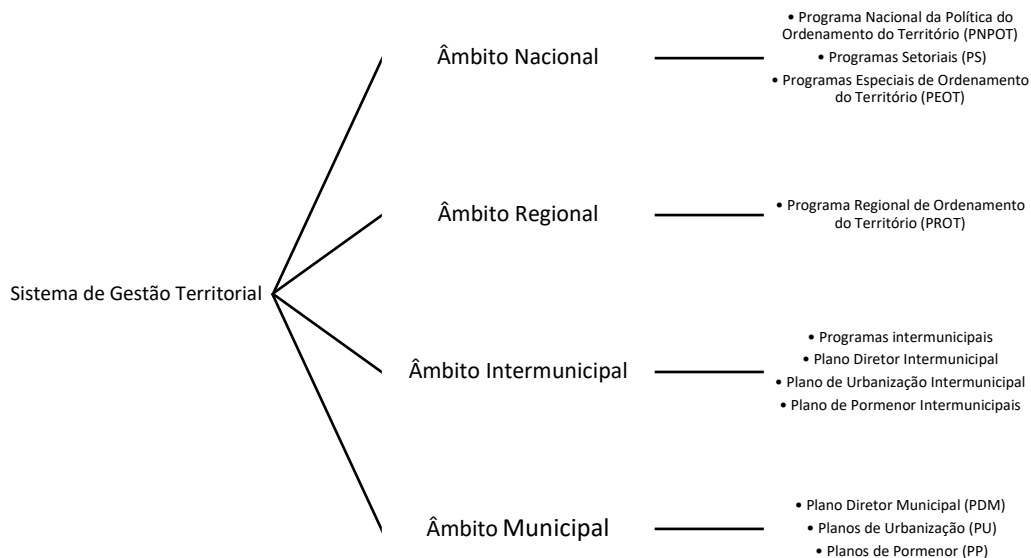 Sistema de Gestão Territorial
Âmbito Nacional
• Programa Nacional da Política do
Ordenamento do Território (PNPOT)
• Programas Setoriais (PS)
• Programas Especiais de Ordenamento
do Território (PEOT)
Âmbito Regional
• Programa Regional de Ordenamento
do Território (PROT)
Âmbito Intermunicipal
• Programas intermunicipais
• Plano Diretor Intermunicipal
• Plano de Urbanização Intermunicipal
• Plano de Pormenor Intermunicipais
Âmbito Municipal
• Plano Diretor Municipal (PDM)
• Planos de Urbanização (PU)
• Planos de Pormenor (PP)